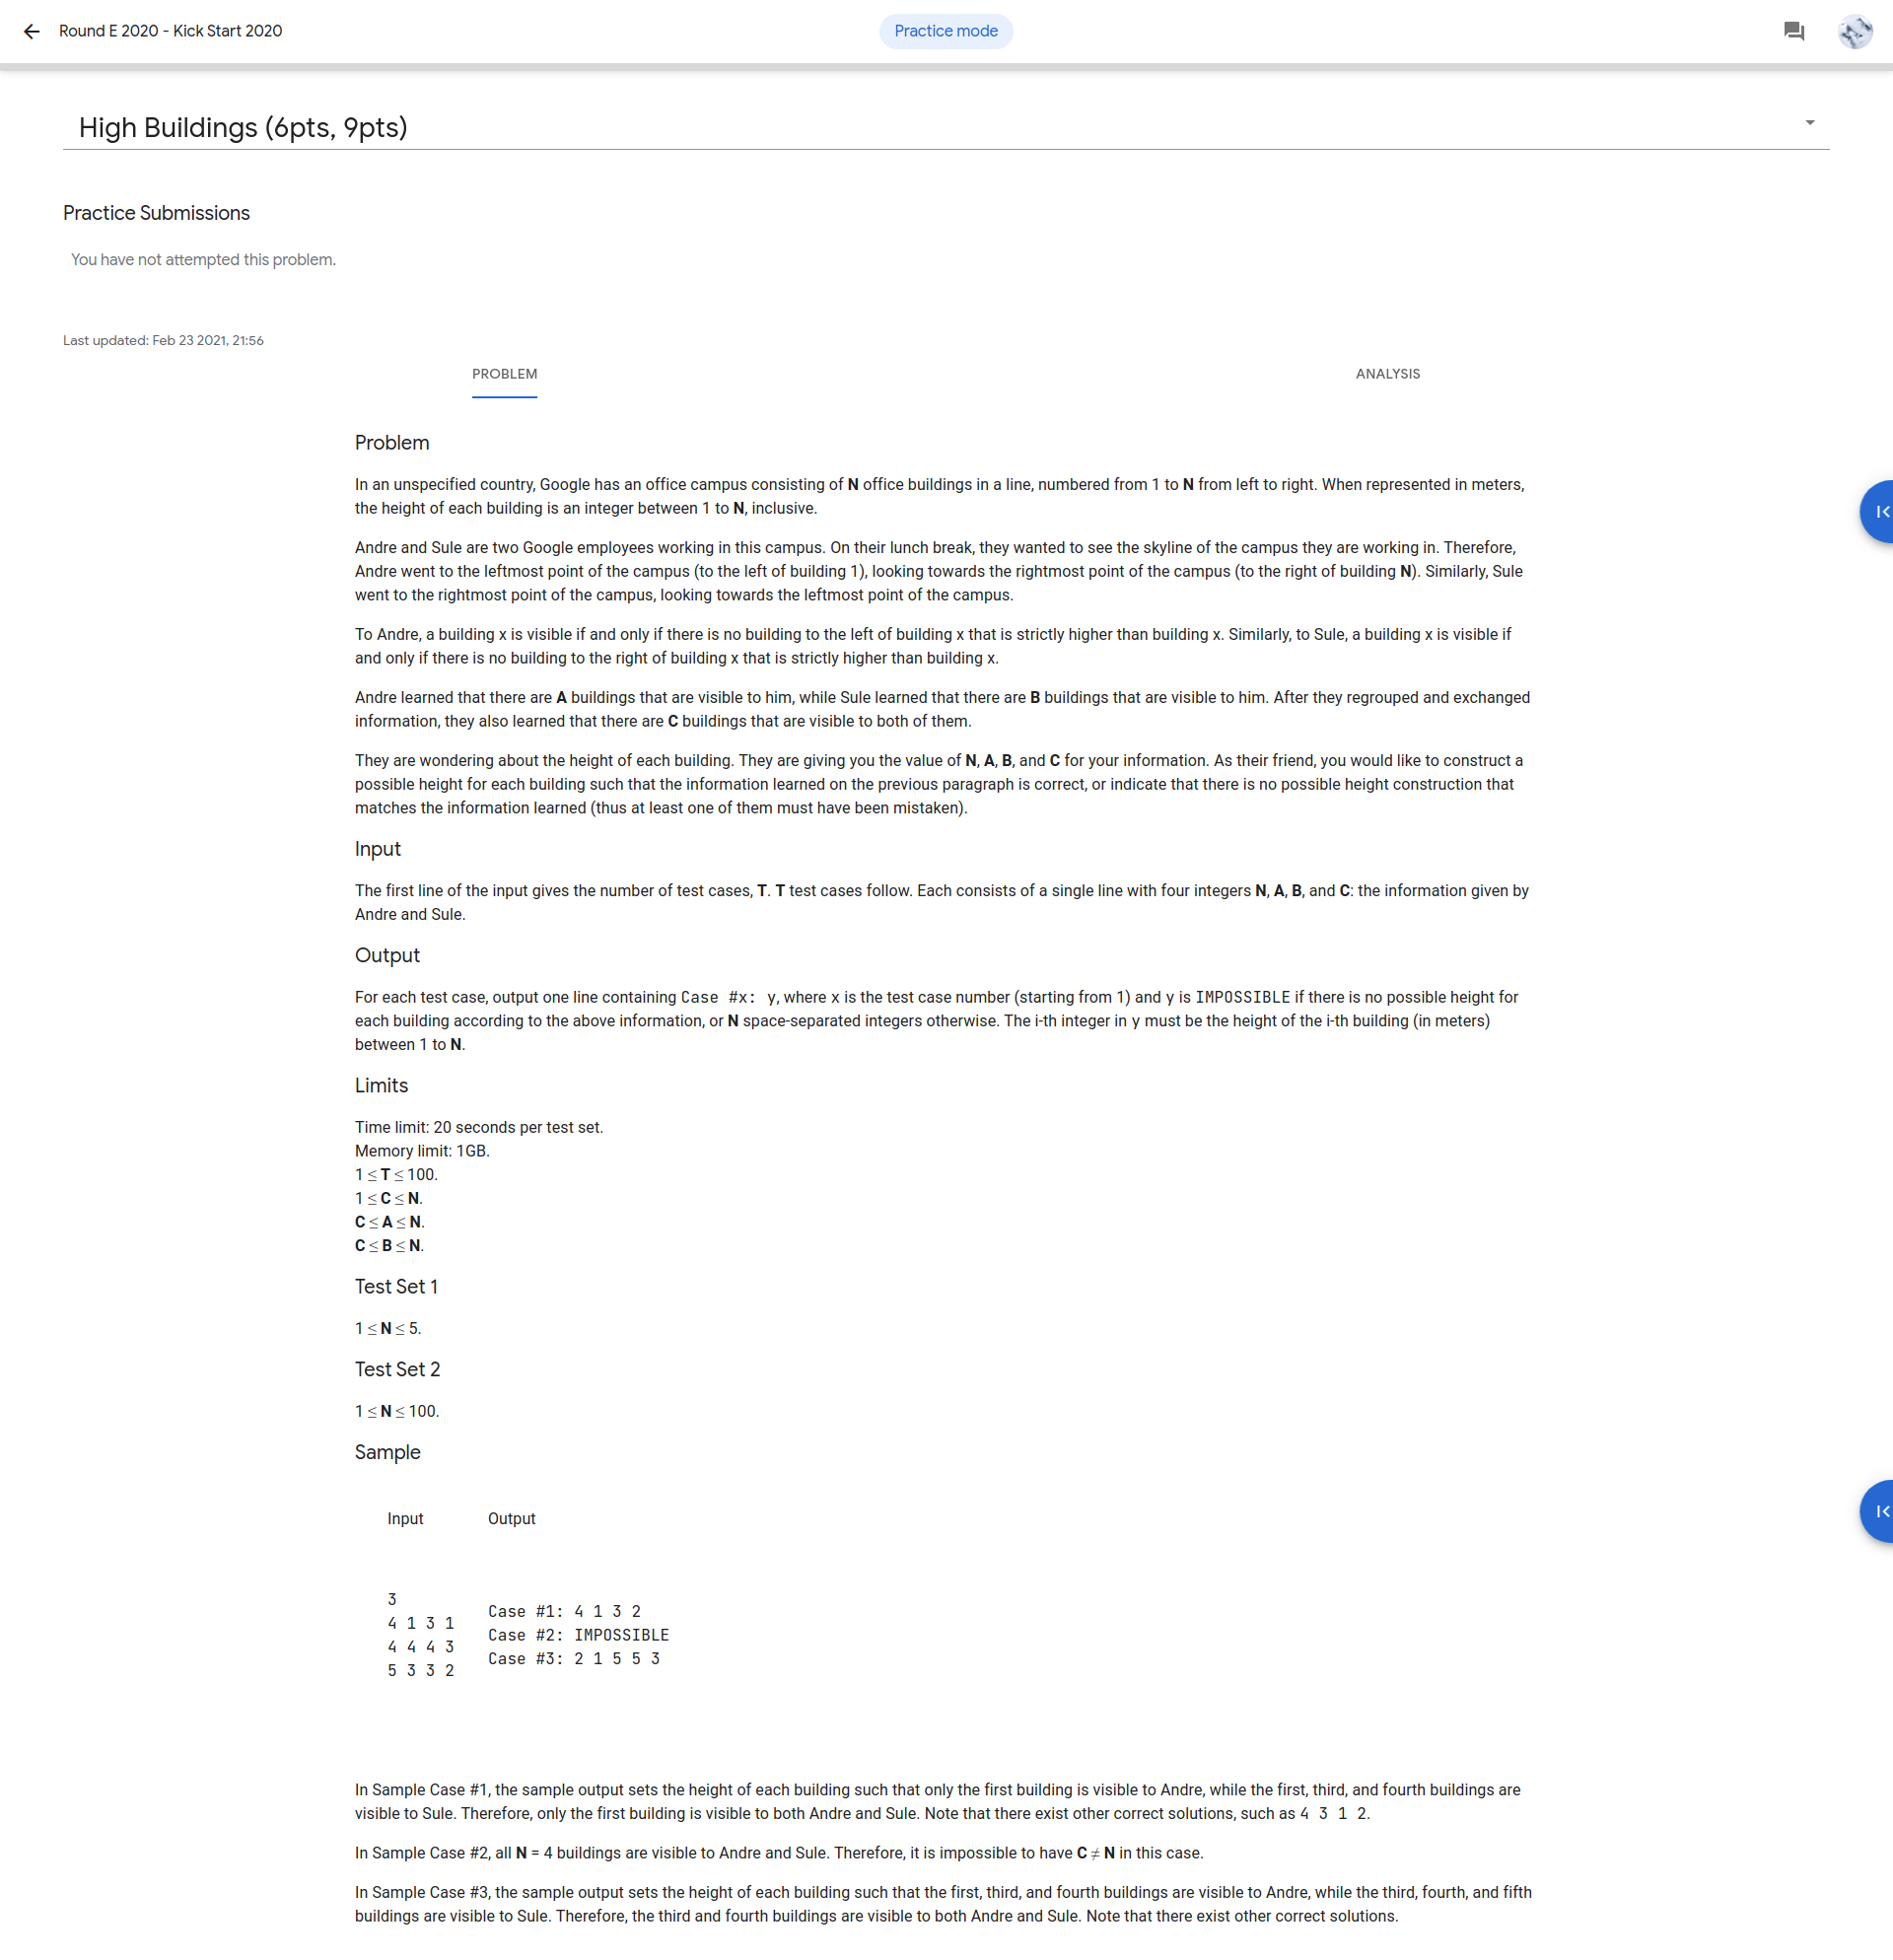 Round E 2020 - Kick Start 2020
Practice mode
High Buildings (6pts, 9pts)
Practice Submissions
You have not attempted this problem.
Last updated: Feb 23 2021, 21:56
PROBLEM
ANALYSIS
Problem
In an unspecified country, Google has an office campus consisting of N office buildings in a line, numbered from 1 to N from left to right. When represented in meters,
the height of each building is an integer between 1 to N, inclusive.
Andre and Sule are two Google employees working in this campus. On their lunch break, they wanted to see the skyline of the campus they are working in. Therefore,
Andre went to the leftmost point of the campus (to the left of building 1), looking towards the rightmost point of the campus (to the right of building N). Similarly, Sule
went to the rightmost point of the campus, looking towards the leftmost point of the campus.
To Andre, a building x is visible if and only if there is no building to the left of building x that is strictly higher than building x. Similarly, to Sule, a building x is visible if
and only if there is no building to the right of building x that is strictly higher than building x.
Andre learned that there are A buildings that are visible to him, while Sule learned that there are B buildings that are visible to him. After they regrouped and exchanged
information, they also learned that there are C buildings that are visible to both of them.
They are wondering about the height of each building. They are giving you the value of N, A, B, and C for your information. As their friend, you would like to construct a
possible height for each building such that the information learned on the previous paragraph is correct, or indicate that there is no possible height construction that
matches the information learned (thus at least one of them must have been mistaken).
Input
The first line of the input gives the number of test cases, T. T test cases follow. Each consists of a single line with four integers N, A, B, and C: the information given by
Andre and Sule.
Output
For each test case, output one line containing Case #x: y, where x is the test case number (starting from 1) and y is IMPOSSIBLE if there is no possible height for
each building according to the above information, or N space-separated integers otherwise. The i-th integer in y must be the height of the i-th building (in meters)
between 1 to N.
Limits
Time limit: 20 seconds per test set.
Memory limit: 1GB.
1 ≤ T ≤ 100.
1 ≤ C ≤ N.
C ≤ A ≤ N.
C ≤ B ≤ N.
Test Set 1
1 ≤ N ≤ 5.
Test Set 2
1 ≤ N ≤ 100.
Sample
Input
Output
3
4 1 3 1
4 4 4 3
5 3 3 2
Case #1: 4 1 3 2
Case #2: IMPOSSIBLE
Case #3: 2 1 5 5 3
In Sample Case #1, the sample output sets the height of each building such that only the first building is visible to Andre, while the first, third, and fourth buildings are
visible to Sule. Therefore, only the first building is visible to both Andre and Sule. Note that there exist other correct solutions, such as 4 3 1 2.
In Sample Case #2, all N = 4 buildings are visible to Andre and Sule. Therefore, it is impossible to have C ≠ N in this case.
In Sample Case #3, the sample output sets the height of each building such that the first, third, and fourth buildings are visible to Andre, while the third, fourth, and fifth
buildings are visible to Sule. Therefore, the third and fourth buildings are visible to both Andre and Sule. Note that there exist other correct solutions.